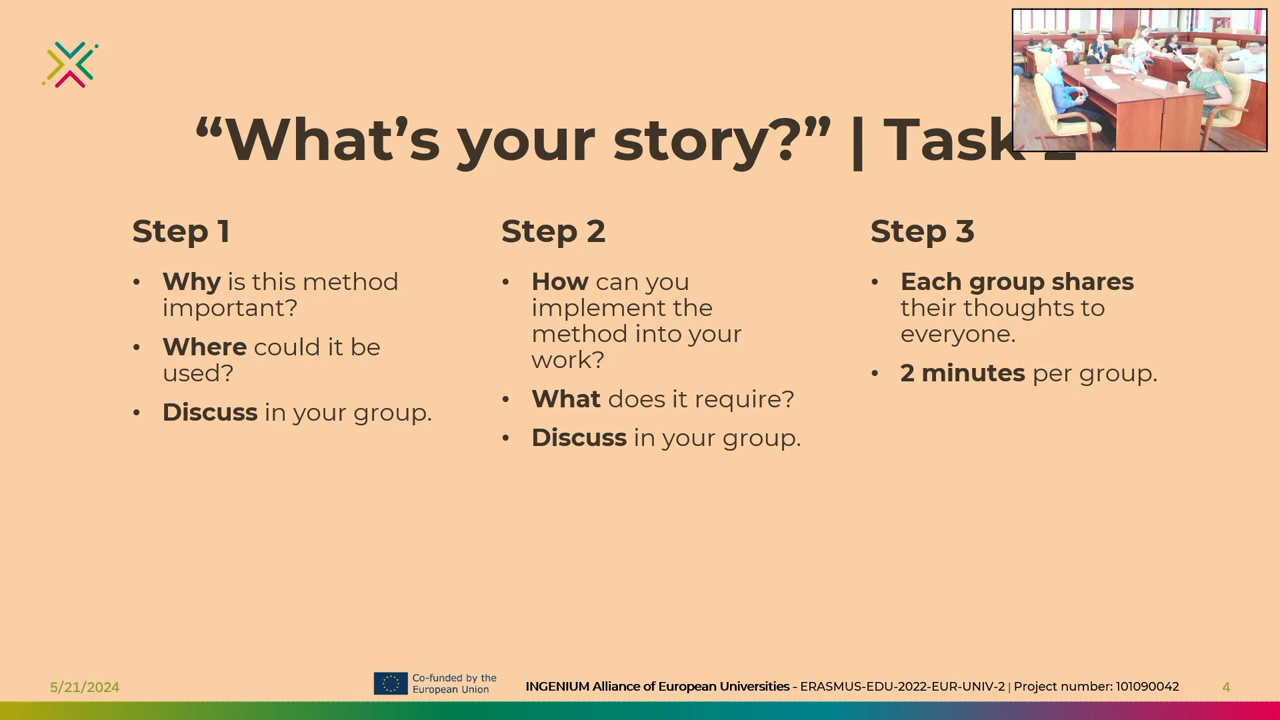 “What’s your story?” | Task
Step 1
• Why is this method
important?
• Where could it be
used?
• Discuss in your group.
Step 2
• How can you
implement the
method into your
work?
• What does it require?
• Discuss in your group.
Step 3
• Each group shares
their thoughts to
everyone.
• 2 minutes per group.
5/21/2024
Co-funded by the
European Union
INGENIUM Alliance of European Universities - ERASMUS-EDU-2022-EUR-UNIV-2 | Project number: 101090042
4